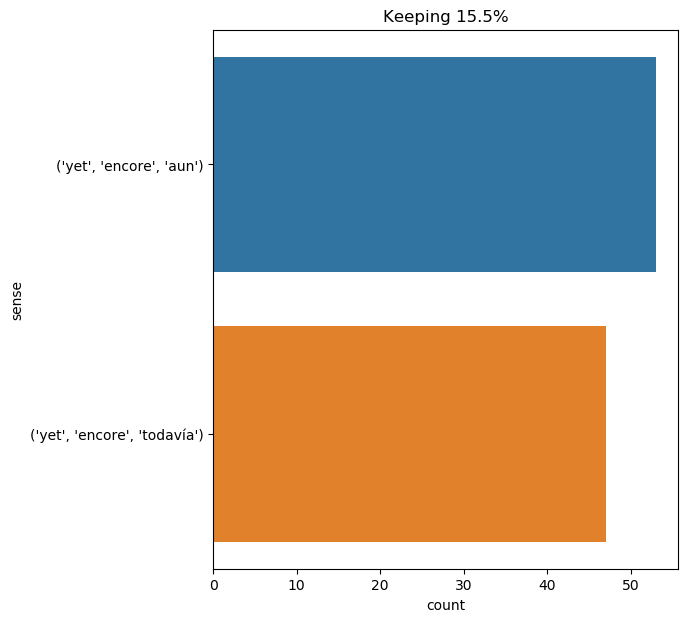 Keeping 15.5%
('yet', 'encore', 'aun')
sense
('yet', 'encore', 'todavía')
0 10 20 30 40 50
count